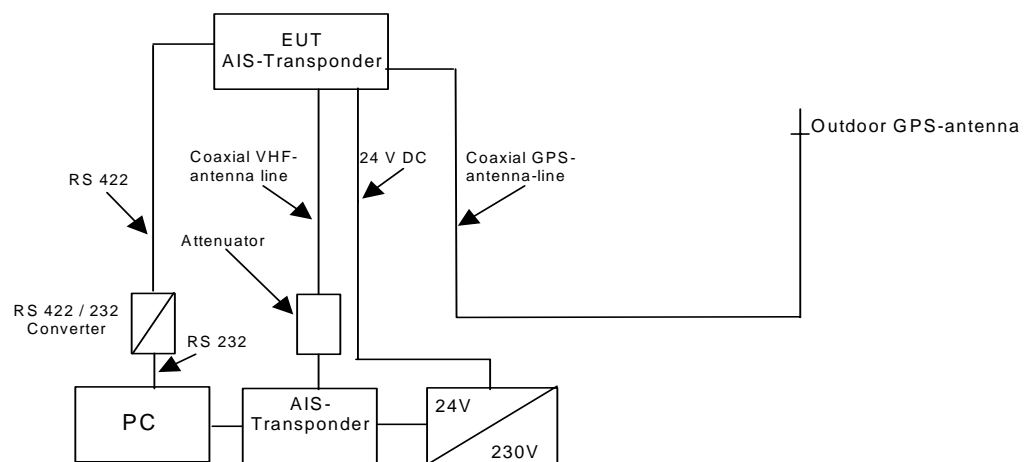 EUT
AIS-Transponder
Outdoor GPS-antenna
Coaxial VHF-
antenna line
24 V DC
Coaxial GPS-
antenna-line
RS 422
Attenuator
RS 422 / 232
Converter
RS 232
PC
AIS-
Transponder
24V
230V